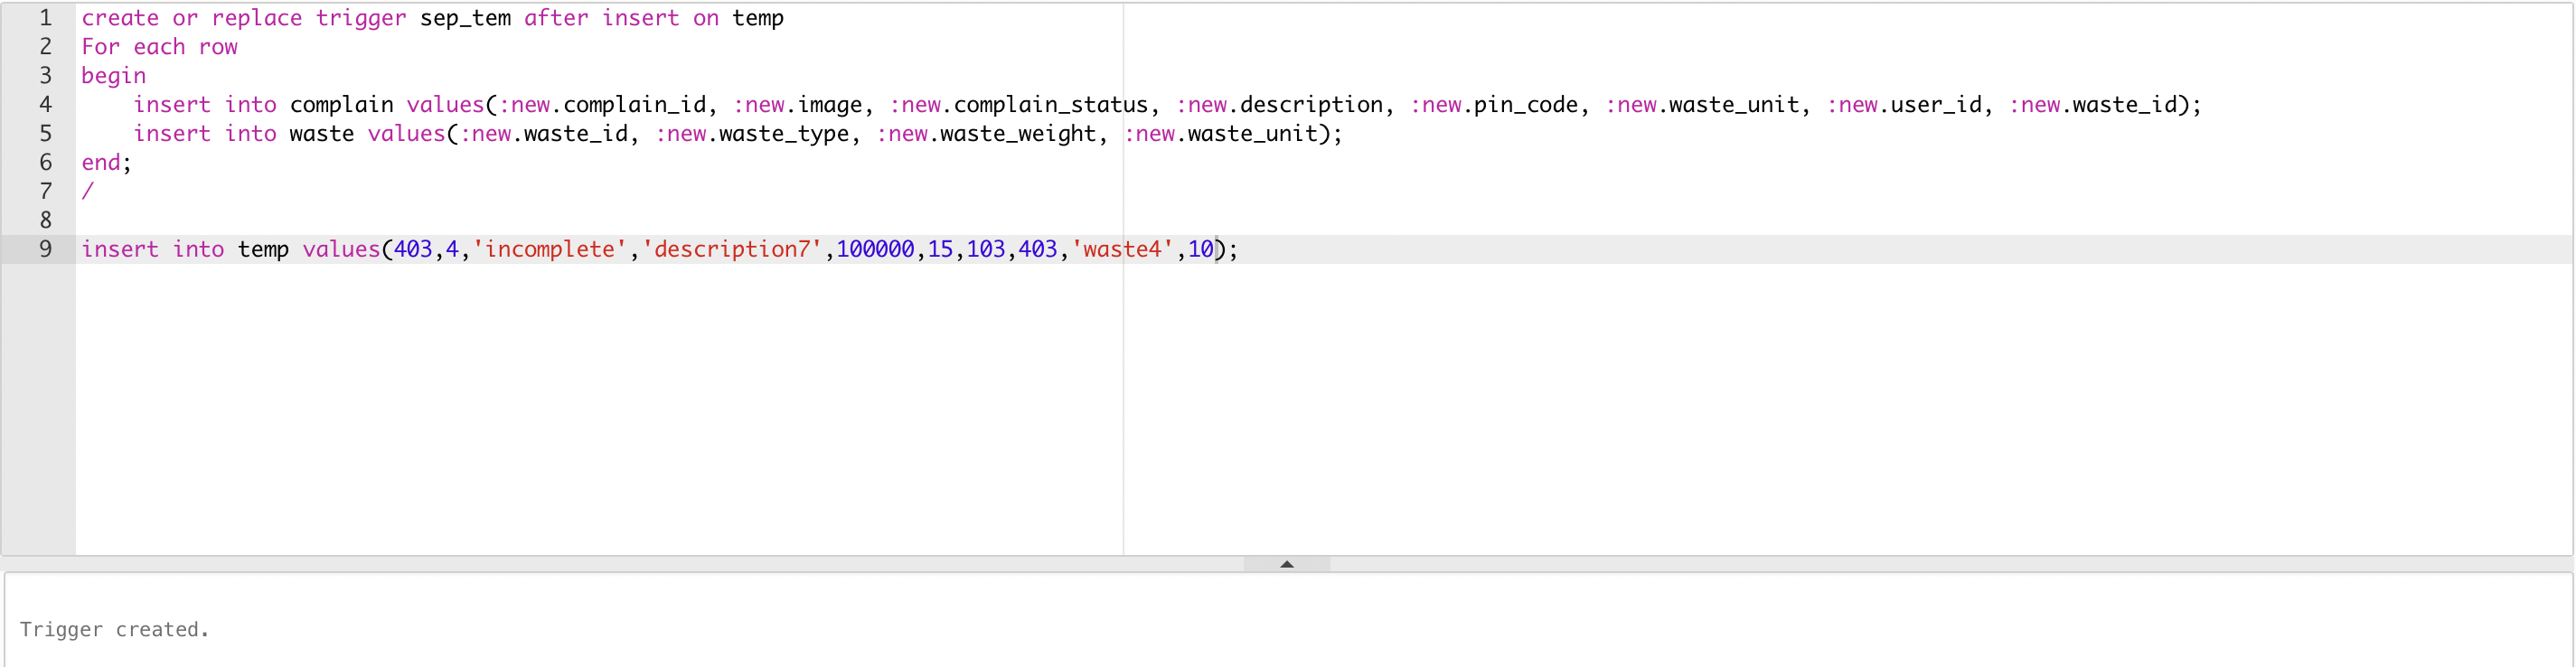 1 create or replace trigger sep_tem after insert on temp
2 For each row
3 begin
4 insert into complain values(:new.complain_id, :new.image, :new.complain_status, :new.description, :new.pin_code, :new.waste_unit, :new.user_id, :new.waste_id);
5 insert into waste values(:new.waste_id, :new.waste_type, :new.waste_weight, :new.waste_unit);
6 end;
7 /
8
9 insert into temp values(403,4,'incomplete','description7',100000,15,103,403,'waste4',10);
Trigger created.